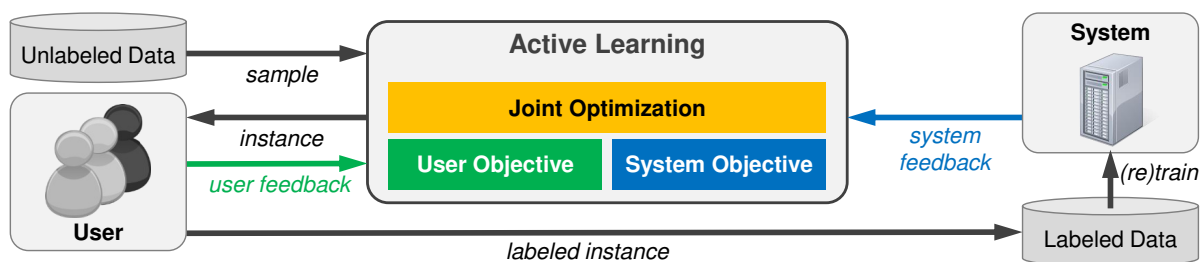 Unlabeled Data
sample
Active Learning
System
Joint Optimization
instance
User Objective
System Objective
system
feedback
user feedback
(re)train
User
labeled instance
Labeled Data